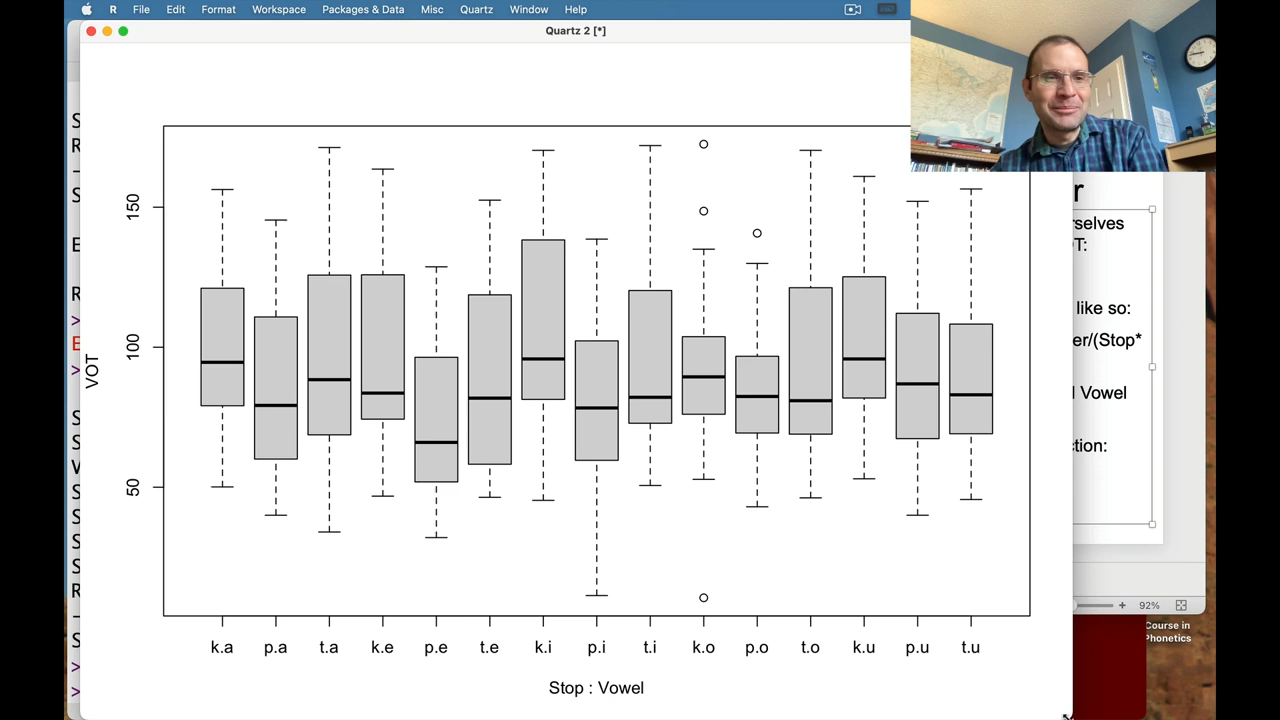 R File Edit Format Workspace Packages & Data Misc Quartz Window Help
Quartz 2 [*]
S
R
S
E
R
>
E
>
S
S
V
S
S
S
S
R
S
>
>
VOT
150
100
50
k.a p.a t.a k.e p.e t.e k.i p.i t.i k.o p.o t.o k.u p.u t.u
Stop : Vowel
r
rselves
T:
like so:
er/(Stop*
Vowel
ction:
92%
Course in
Phonetics